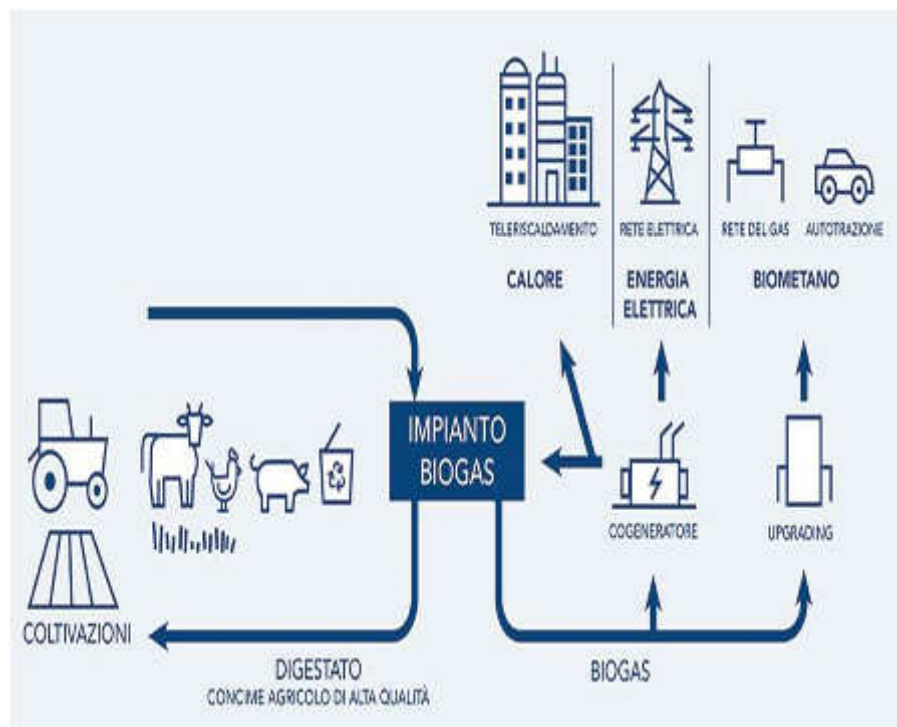 TELERISCALDAMENTO
RETE ELETTRICA
RETE DEL GAS
AUTOTRAZIONE
CALORE
ENERGIA
ELETTRICA
BIOMETANO
IMPIANTO
BIOGAS
COGENERATORE
UPGRADING
COLTIVAZIONI
DIGESTATO
CONCIME AGRICOLO DI ALTA QUALITÀ
BIOGAS